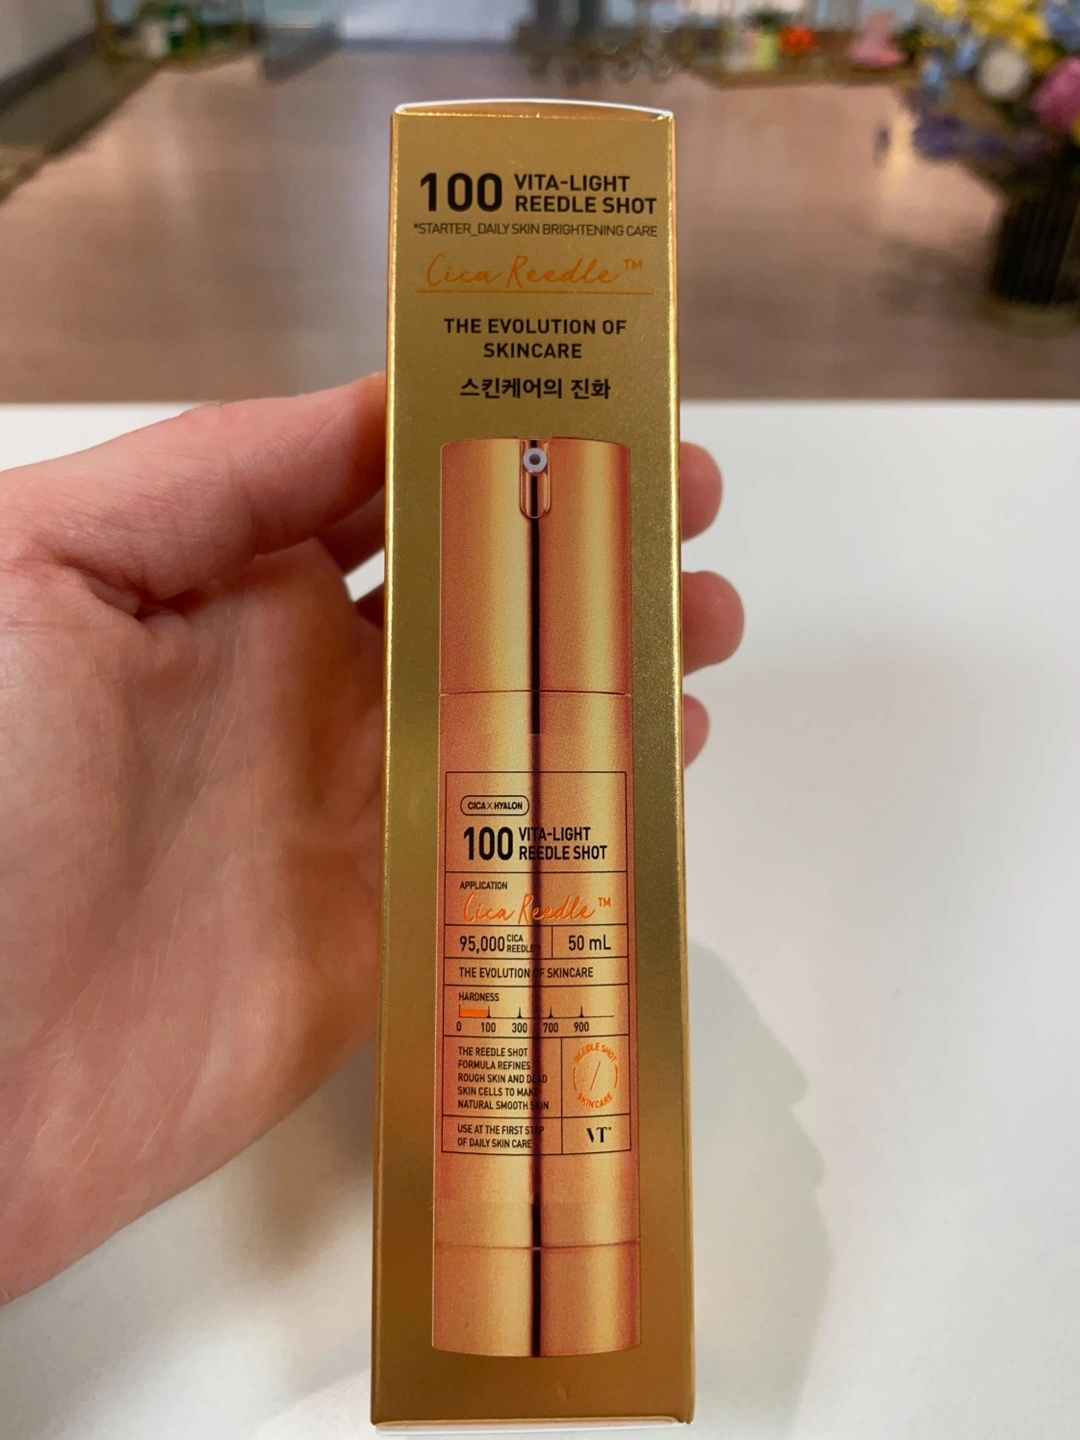 100 VITA-LIGHT
REEDLE SHOT
*STARTER_DAILY SKIN BRIGHTENING CARE
Cica Reedle™
THE EVOLUTION OF
SKINCARE
스킨케어의 진화
CICA×HYALON
100 VITA-LIGHT
REEDLE SHOT
APPLICATION
Cica Reedle™
95,000 CICA REEDLE™ 50 mL
THE EVOLUTION OF SKINCARE
HARDNESS
0 100 300 700 900
THE REEDLE SHOT
FORMULA REFINES
ROUGH SKIN AND DEAD
SKIN CELLS TO MAKE
NATURAL SMOOTH SKIN
REEDLE SHOT
SKINCARE
USE AT THE FIRST STEP
OF DAILY SKIN CARE
VT